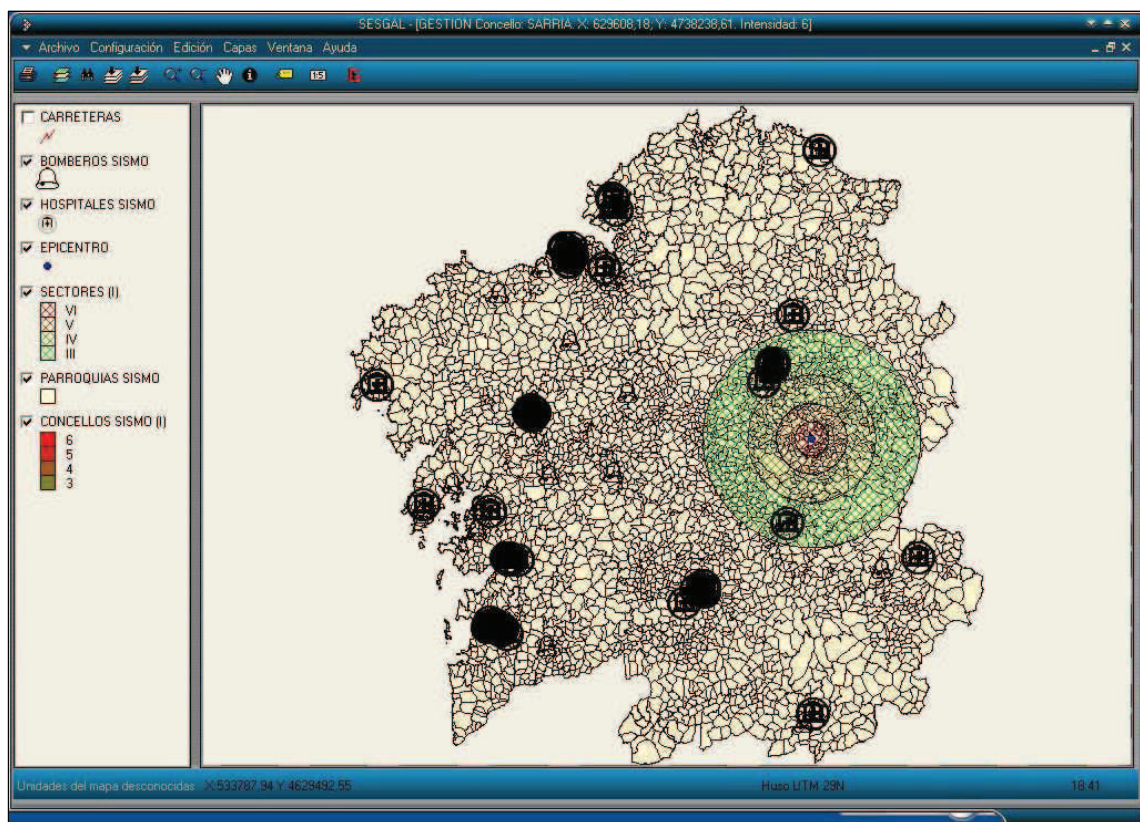 SESGAL - [GESTION Concello: SARRIA. X: 629608,18, Y: 4738238,61. Intensidad: 6]
Archivo Configuración Edición Capas Ventana Ayuda
1:5
CARRETERAS
BOMBEROS SISMO
HOSPITALES SISMO
EPICENTRO
SECTORES (I)
VI
V
IV
III
PARROQUIAS SISMO
CONCELLOS SISMO (I)
6
5
4
3
Unidades del mapa desconocidas X:533787.94 Y:4629492.55 Huso UTM 29N 18:41